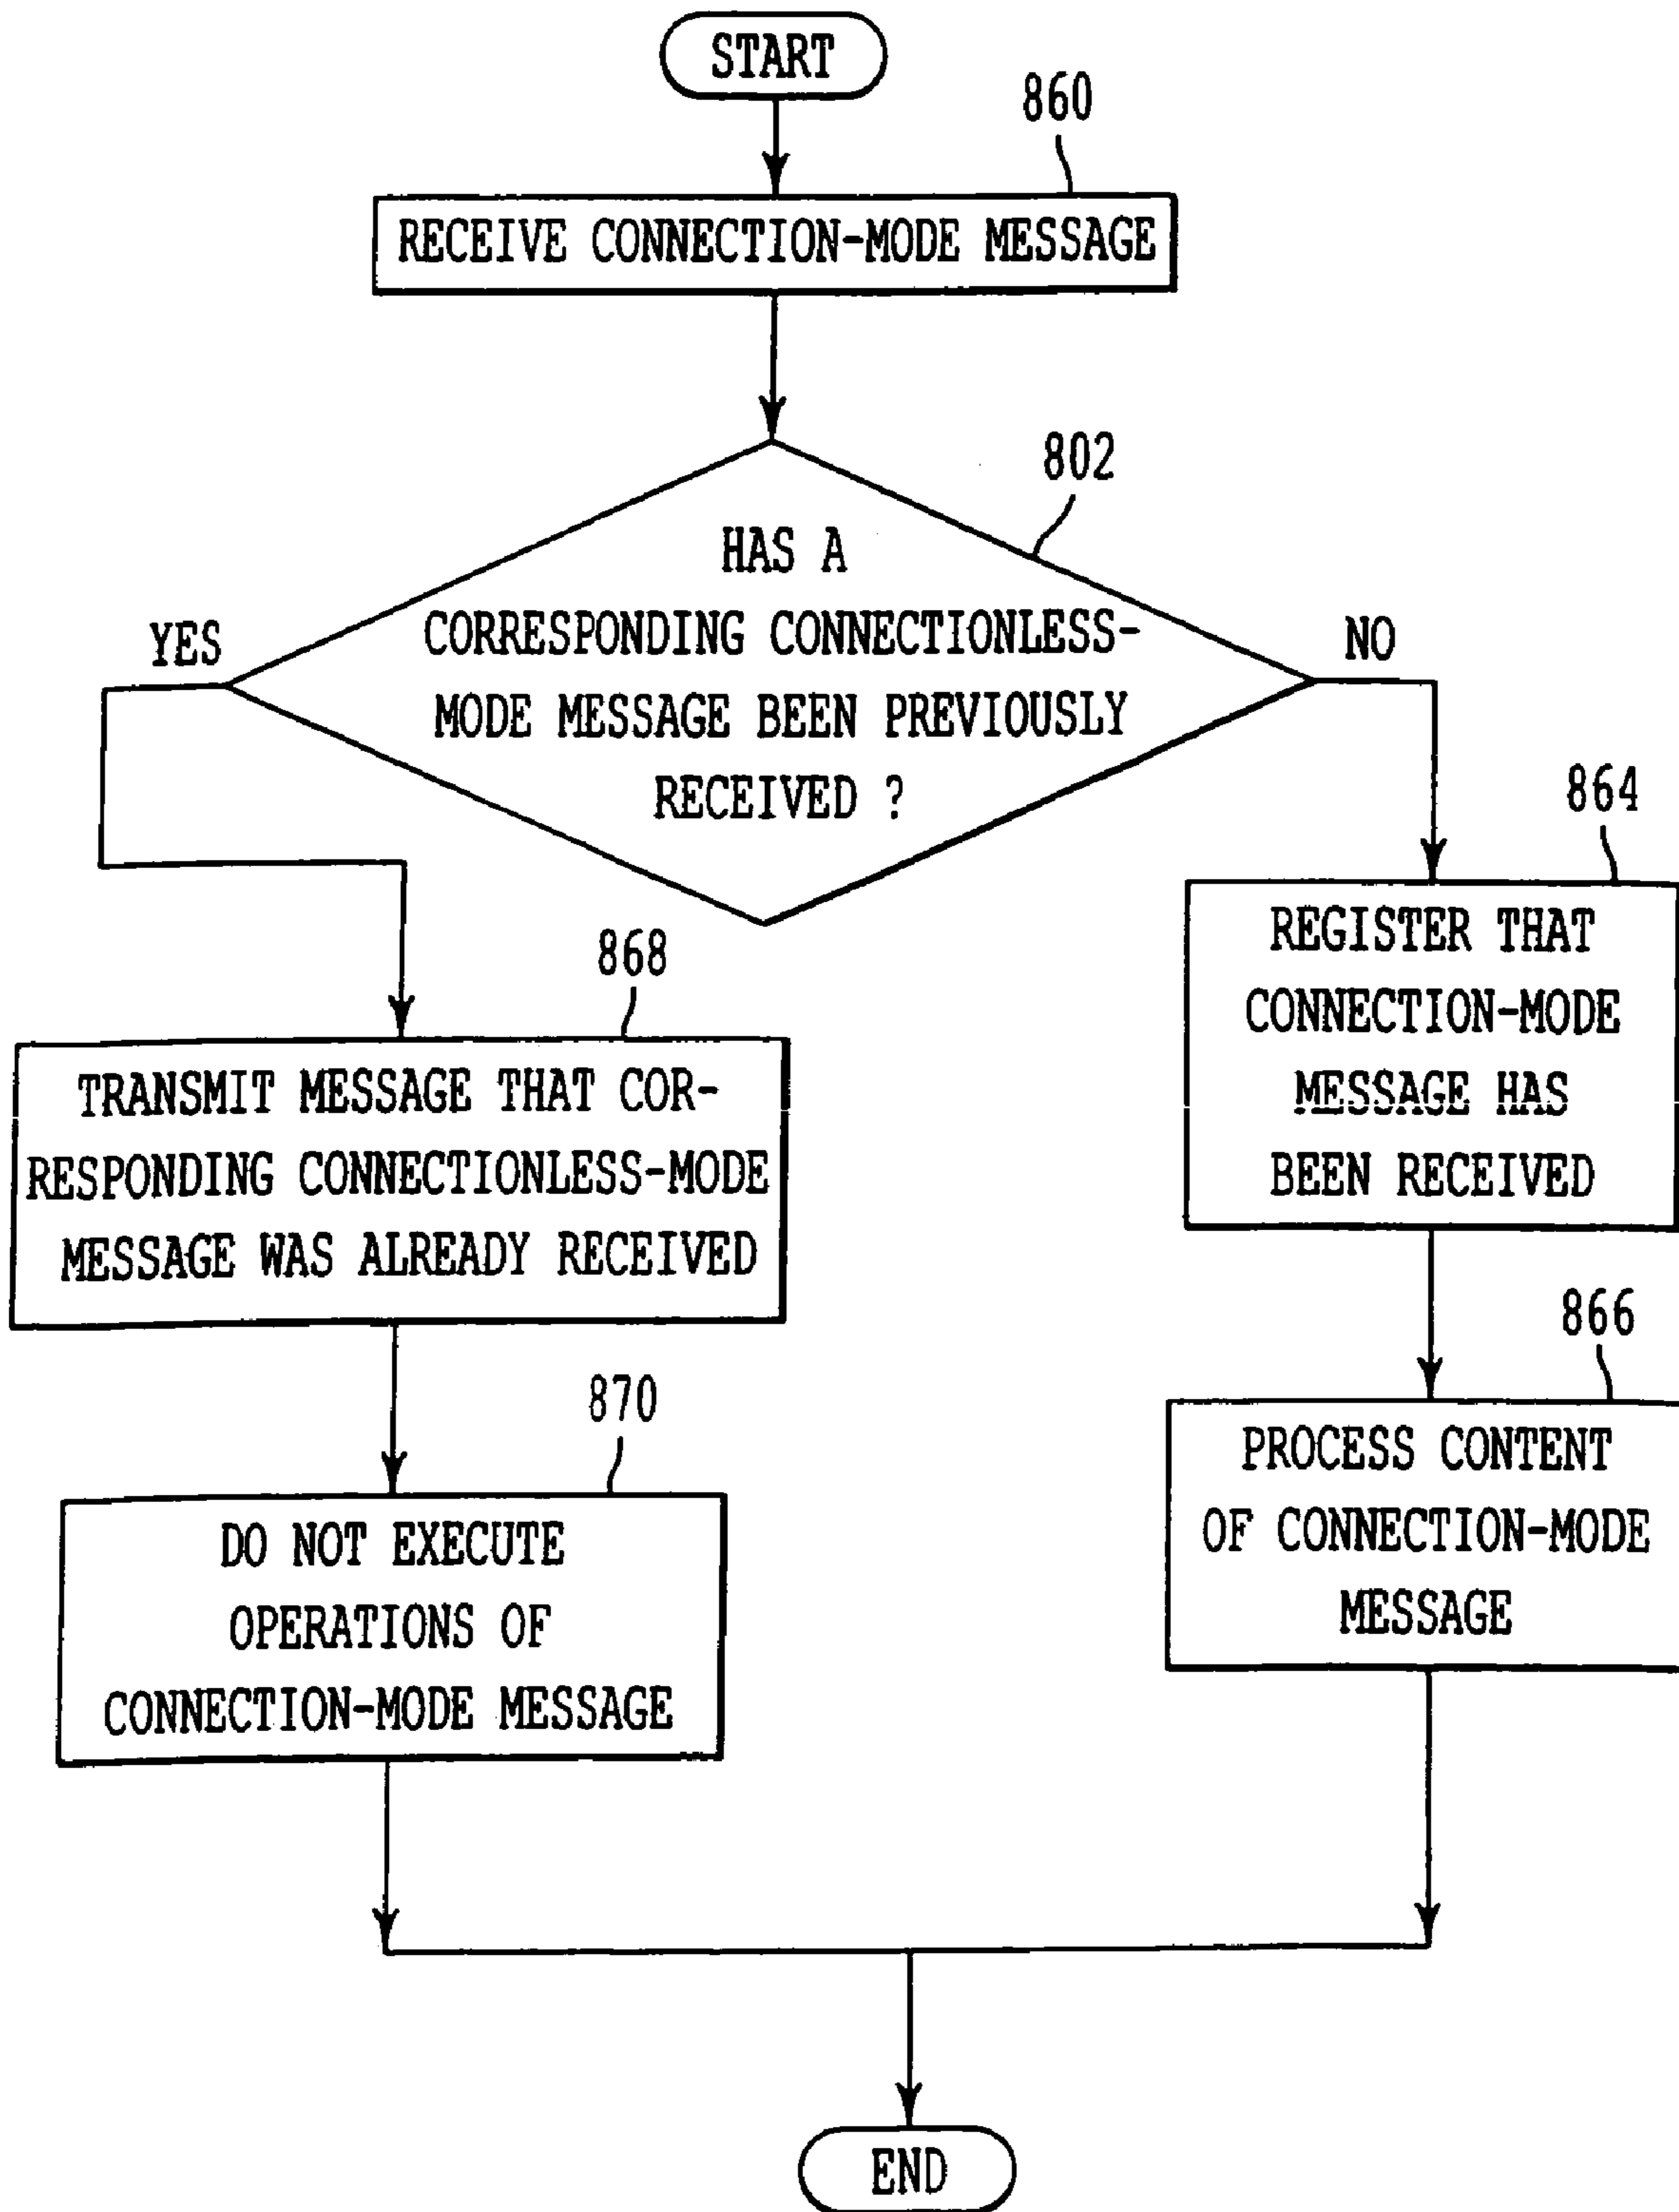 START
860
RECEIVE CONNECTION-MODE MESSAGE
802
HAS A
CORRESPONDING CONNECTIONLESS-
MODE MESSAGE BEEN PREVIOUSLY
RECEIVED ?
YES
NO
864
REGISTER THAT
CONNECTION-MODE
MESSAGE HAS
BEEN RECEIVED
868
TRANSMIT MESSAGE THAT COR-
RESPONDING CONNECTIONLESS-MODE
MESSAGE WAS ALREADY RECEIVED
866
PROCESS CONTENT
OF CONNECTION-MODE
MESSAGE
870
DO NOT EXECUTE
OPERATIONS OF
CONNECTION-MODE MESSAGE
END